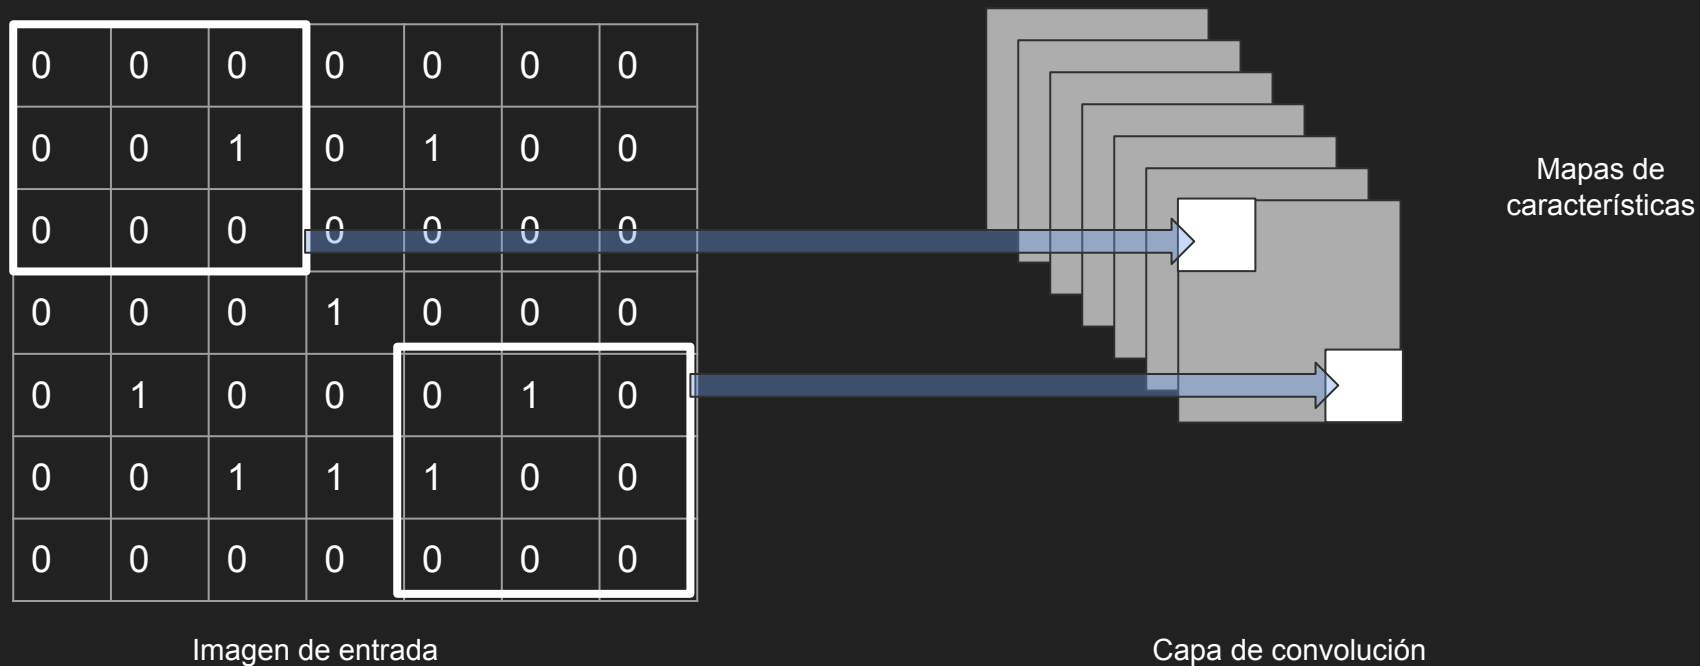 0 0 0 0 0 0 0
0 0 1 0 1 0 0
0 0 0 0 0 0 0
0 0 0 1 0 0 0
0 1 0 0 0 1 0
0 0 1 1 1 0 0
0 0 0 0 0 0 0
Mapas de
características
Imagen de entrada
Capa de convolución